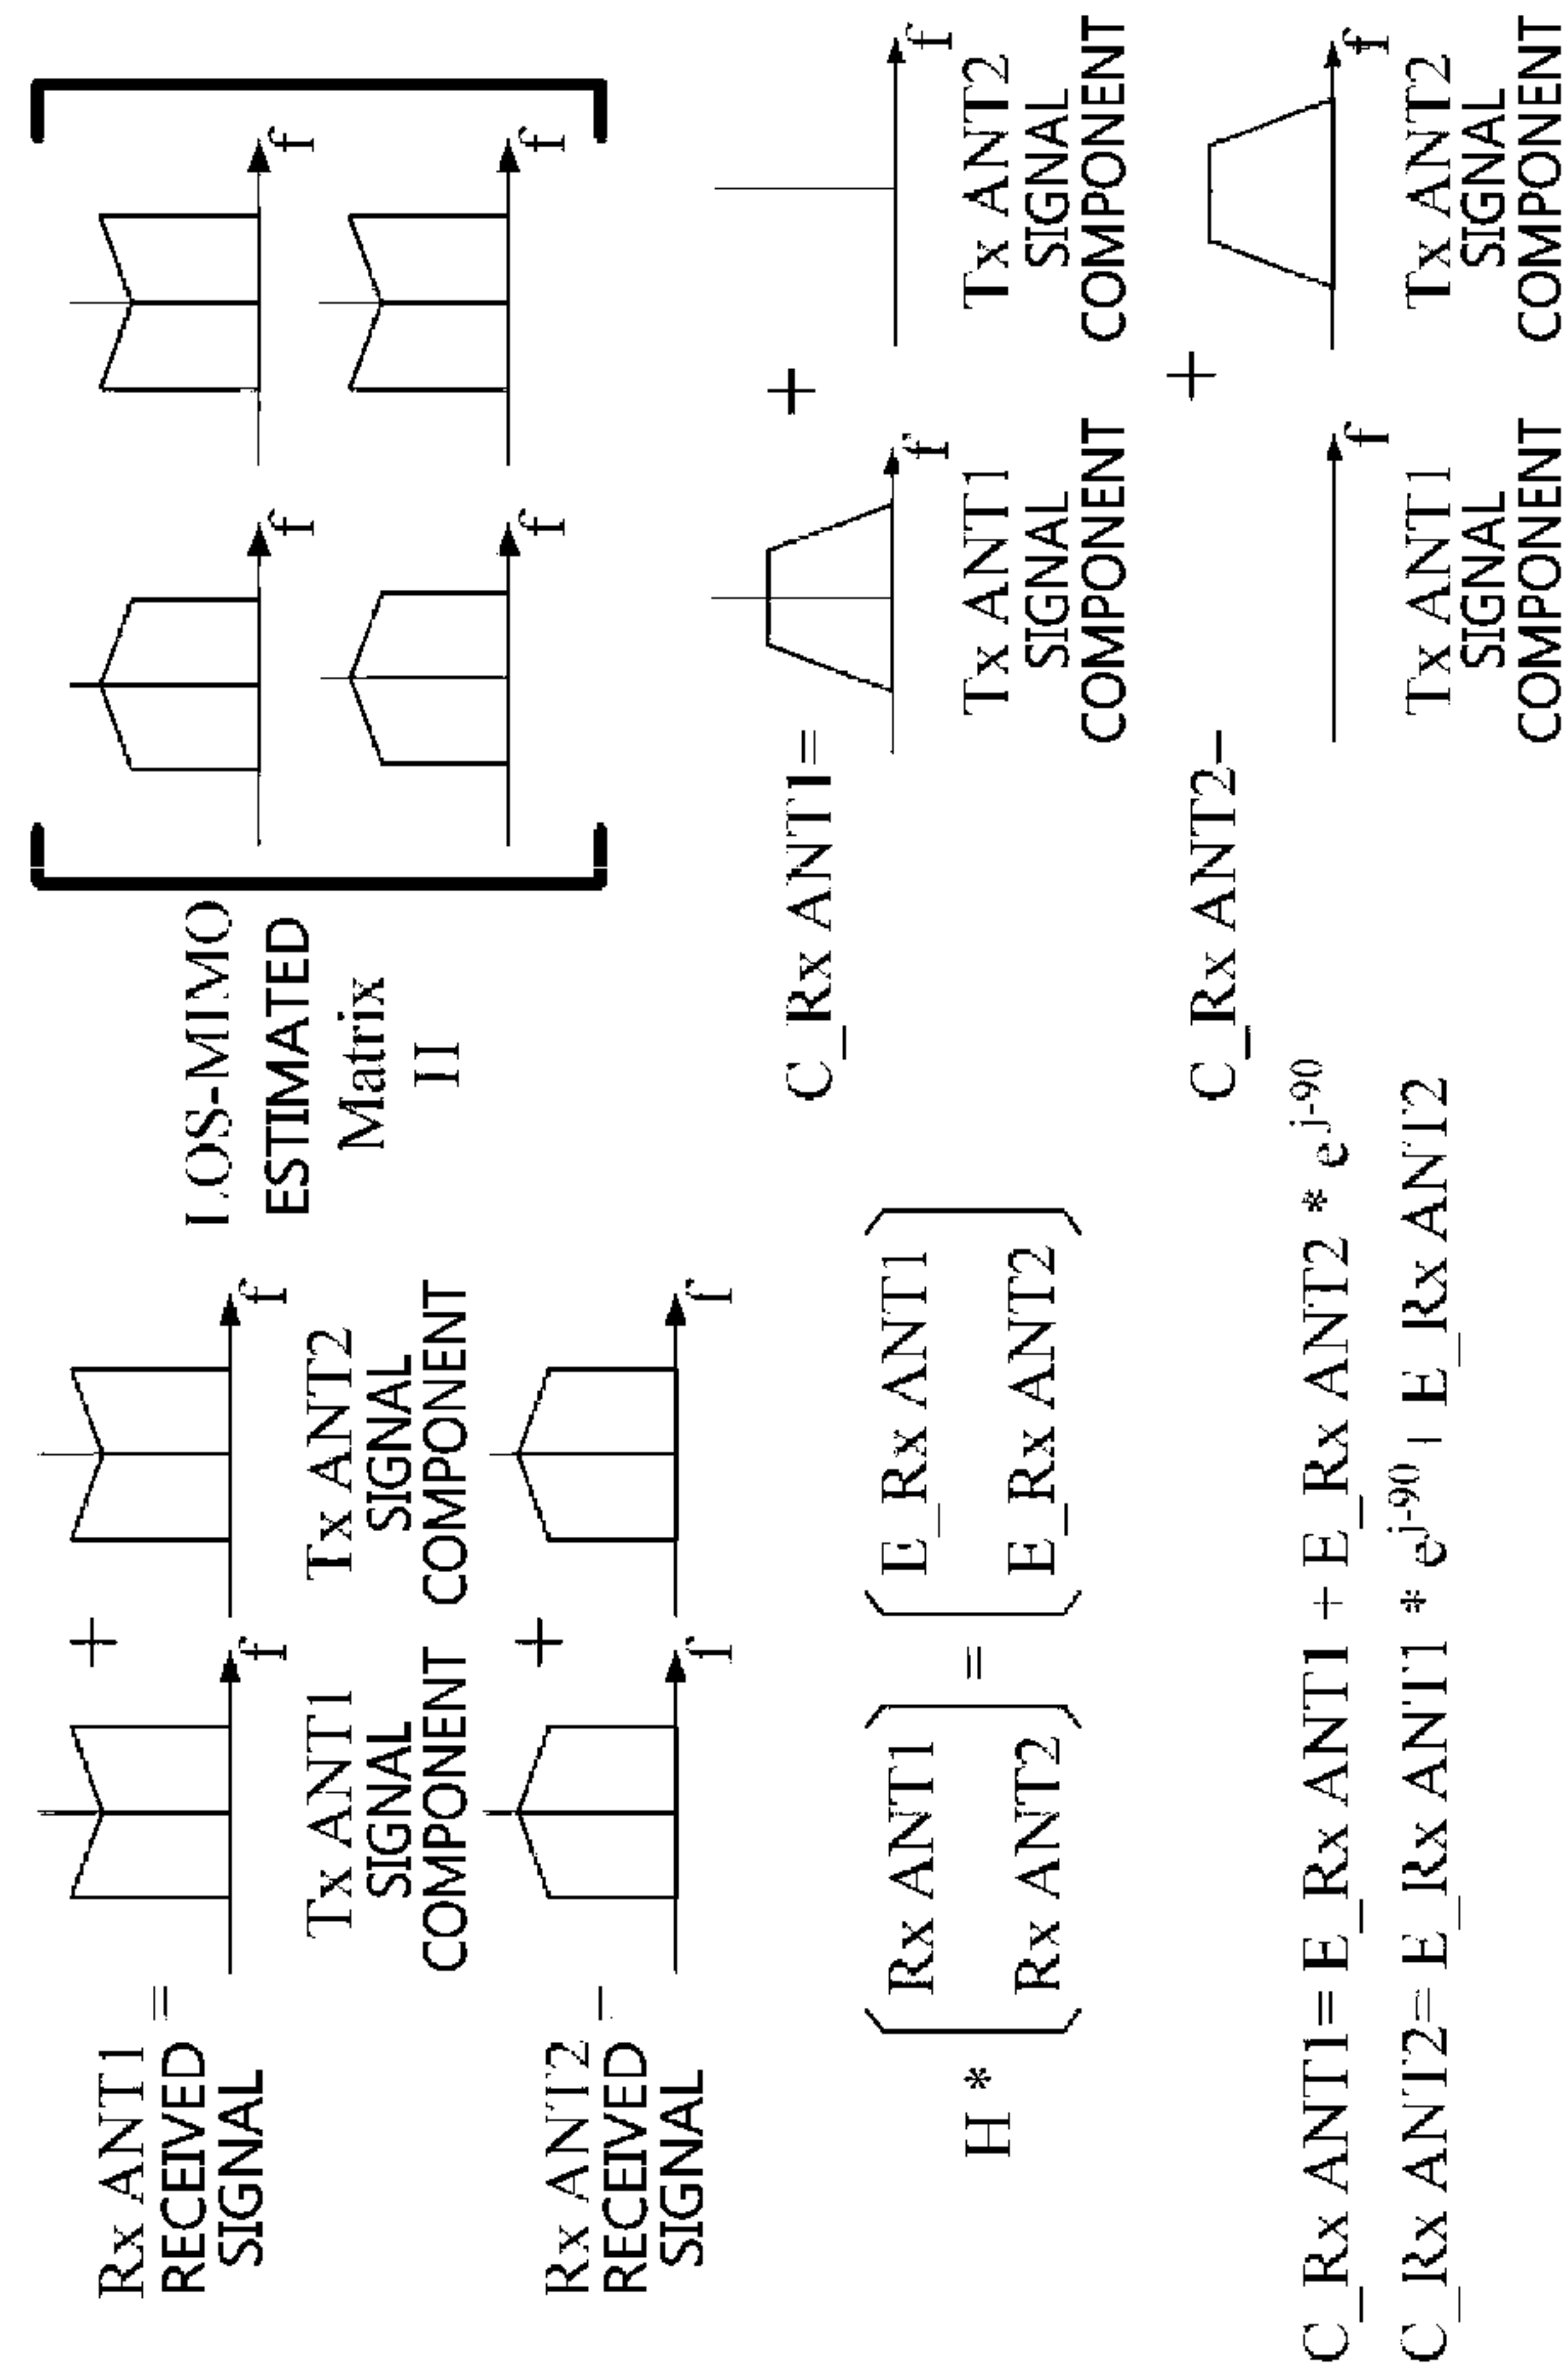 Rx ANT1 =
RECEIVED
SIGNAL
+
f
f
Tx ANT1
SIGNAL
COMPONENT
Tx ANT2
SIGNAL
COMPONENT
Rx ANT2 =
RECEIVED
SIGNAL
+
f
f
LOS-MIMO
ESTIMATED
Matrix
H
f
f
f
f
H * ( Rx ANT1 Rx ANT2 ) = ( E_Rx ANT1 E_Rx ANT2 )
C_Rx ANT1=
+
f
f
Tx ANT1
SIGNAL
COMPONENT
Tx ANT2
SIGNAL
COMPONENT
C_Rx ANT2=
+
f
f
Tx ANT1
SIGNAL
COMPONENT
Tx ANT2
SIGNAL
COMPONENT
C_Rx ANT1= E_Rx ANT1 + E_Rx ANT2 * e^j-90
C_Rx ANT2= E_Rx ANT1 * e^j-90 + E_Rx ANT2